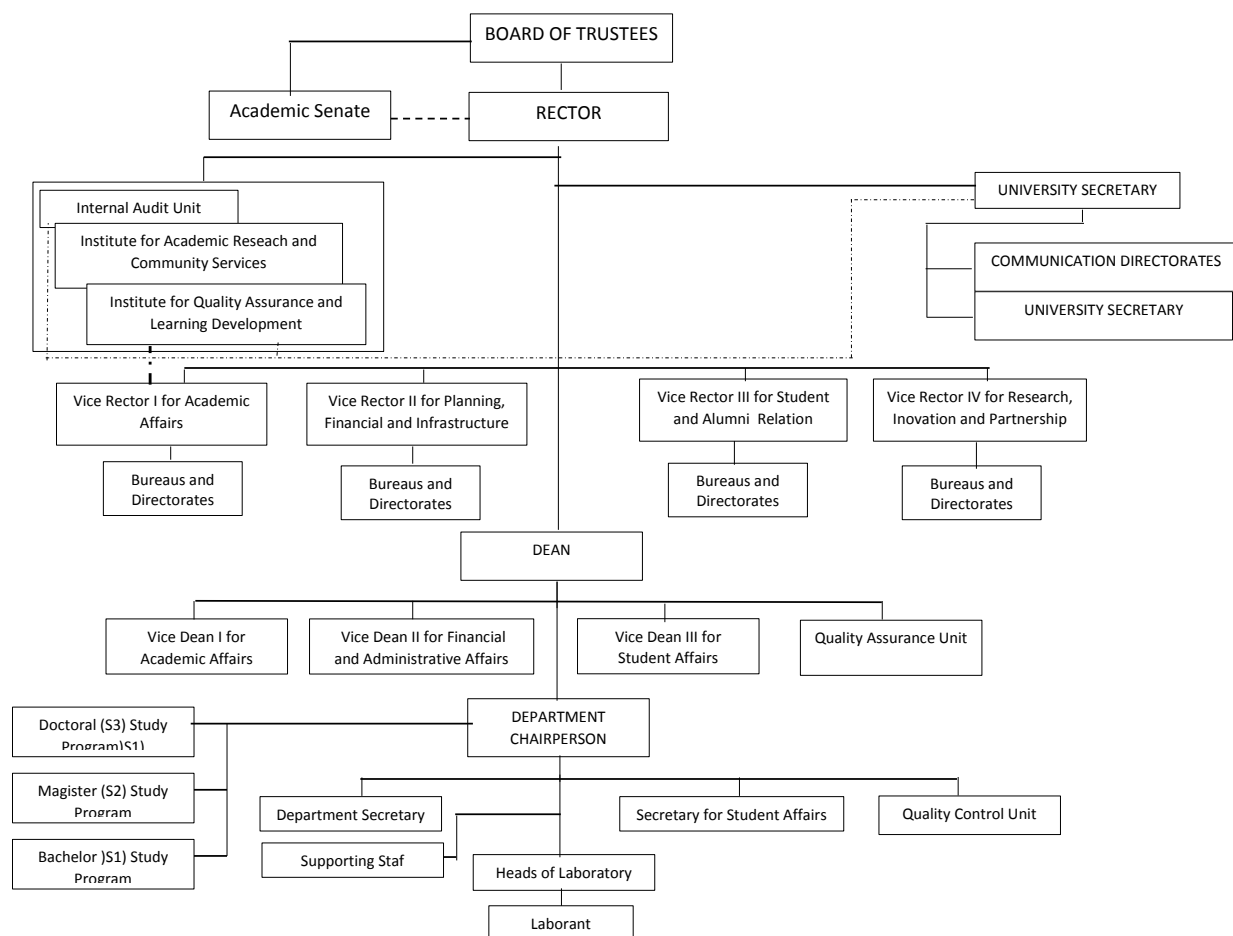 BOARD OF TRUSTEES
Academic Senate
RECTOR
Internal Audit Unit
Institute for Academic Reseach and
Community Services
Institute for Quality Assurance and
Learning Development
UNIVERSITY SECRETARY
COMMUNICATION DIRECTORATES
UNIVERSITY SECRETARY
Vice Rector I for Academic
Affairs
Vice Rector II for Planning,
Financial and Infrastructure
Vice Rector III for Student
and Alumni Relation
Vice Rector IV for Research,
Inovation and Partnership
Bureaus and
Directorates
Bureaus and
Directorates
Bureaus and
Directorates
Bureaus and
Directorates
DEAN
Vice Dean I for
Academic Affairs
Vice Dean II for Financial
and Administrative Affairs
Vice Dean III for
Student Affairs
Quality Assurance Unit
DEPARTMENT
CHAIRPERSON
Doctoral (S3) Study
Program)S1)
Magister (S2) Study
Program
Bachelor )S1) Study
Program
Department Secretary
Secretary for Student Affairs
Quality Control Unit
Supporting Staf
Heads of Laboratory
Laborant